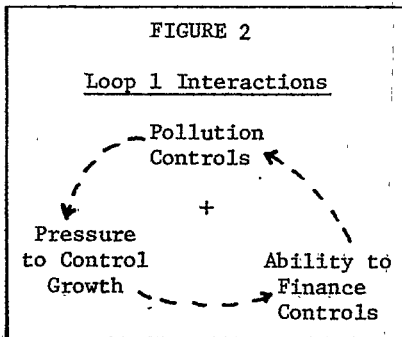 FIGURE 2
Loop 1 Interactions
Pollution
Controls
+
Pressure
to Control
Growth
Ability to
Finance
Controls